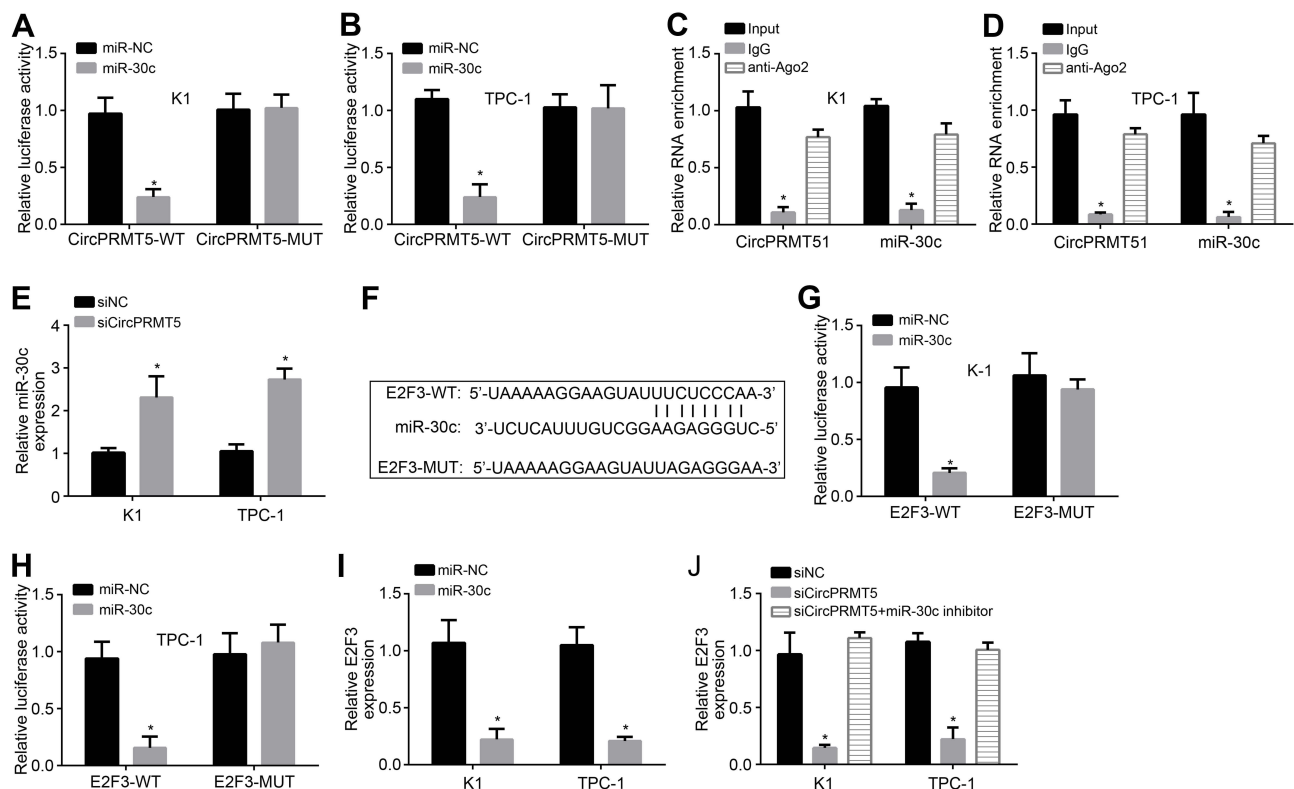 A
miR-NC
miR-30c
K1
Relative luciferase activity
1.5
1.0
0.5
0.0
CircPRMT5-WT CircPRMT5-MUT
B
miR-NC
miR-30c
TPC-1
Relative luciferase activity
1.5
1.0
0.5
0.0
CircPRMT5-WT CircPRMT5-MUT
C
Input
IgG
anti-Ago2
K1
Relative RNA enrichment
1.5
1.0
0.5
0.0
CircPRMT51 miR-30c
D
Input
IgG
anti-Ago2
TPC-1
Relative RNA enrichment
1.5
1.0
0.5
0.0
CircPRMT51 miR-30c
E
siNC
siCircPRMT5
Relative miR-30c
expression
4
3
2
1
0
K1 TPC-1
F
E2F3-WT: 5'-UAAAAAGGAAGUAUUUCUCCCAA-3'
miR-30c: 3'-UCUCAUUUGUCGGAAGAGGGUC-5'
E2F3-MUT: 5'-UAAAAAGGAAGUAUUAGAGGGAA-3'
G
miR-NC
miR-30c
K-1
Relative luciferase activity
1.5
1.0
0.5
0.0
E2F3-WT E2F3-MUT
H
miR-NC
miR-30c
TPC-1
Relative luciferase activity
1.5
1.0
0.5
0.0
E2F3-WT E2F3-MUT
I
miR-NC
miR-30c
Relative E2F3
expression
1.5
1.0
0.5
0.0
K1 TPC-1
J
siNC
siCircPRMT5
siCircPRMT5+miR-30c inhibitor
Relative E2F3
expression
1.5
1.0
0.5
0.0
K1 TPC-1